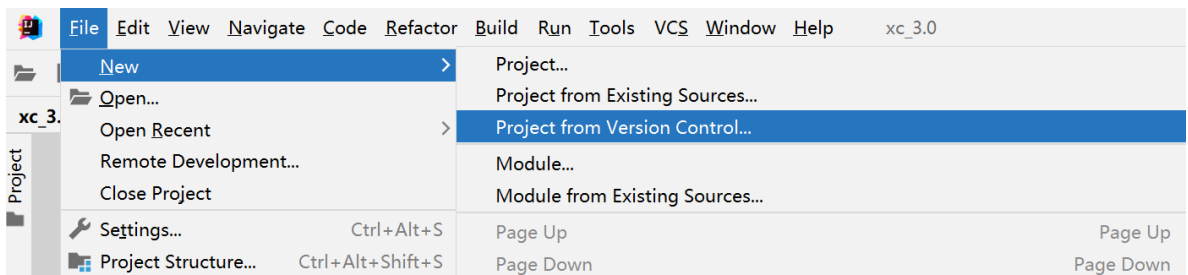 File Edit View Navigate Code Refactor Build Run Tools VCS Window Help xc_3.0
New
Open...
Open Recent
Remote Development...
Close Project
Settings... Ctrl+Alt+S
Project Structure... Ctrl+Alt+Shift+S
Project...
Project from Existing Sources...
Project from Version Control...
Module...
Module from Existing Sources...
Page Up Page Up
Page Down Page Down
xc_3.
Project